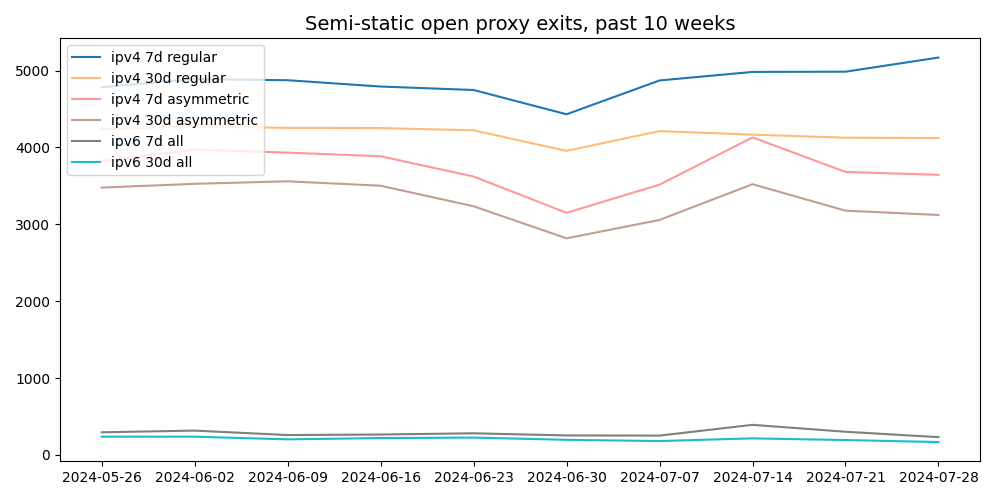 Semi-static open proxy exits, past 10 weeks
ipv4 7d regular
ipv4 30d regular
ipv4 7d asymmetric
ipv4 30d asymmetric
ipv6 7d all
ipv6 30d all
5000
4000
3000
2000
1000
0
2024-05-26 2024-06-02 2024-06-09 2024-06-16 2024-06-23 2024-06-30 2024-07-07 2024-07-14 2024-07-21 2024-07-28